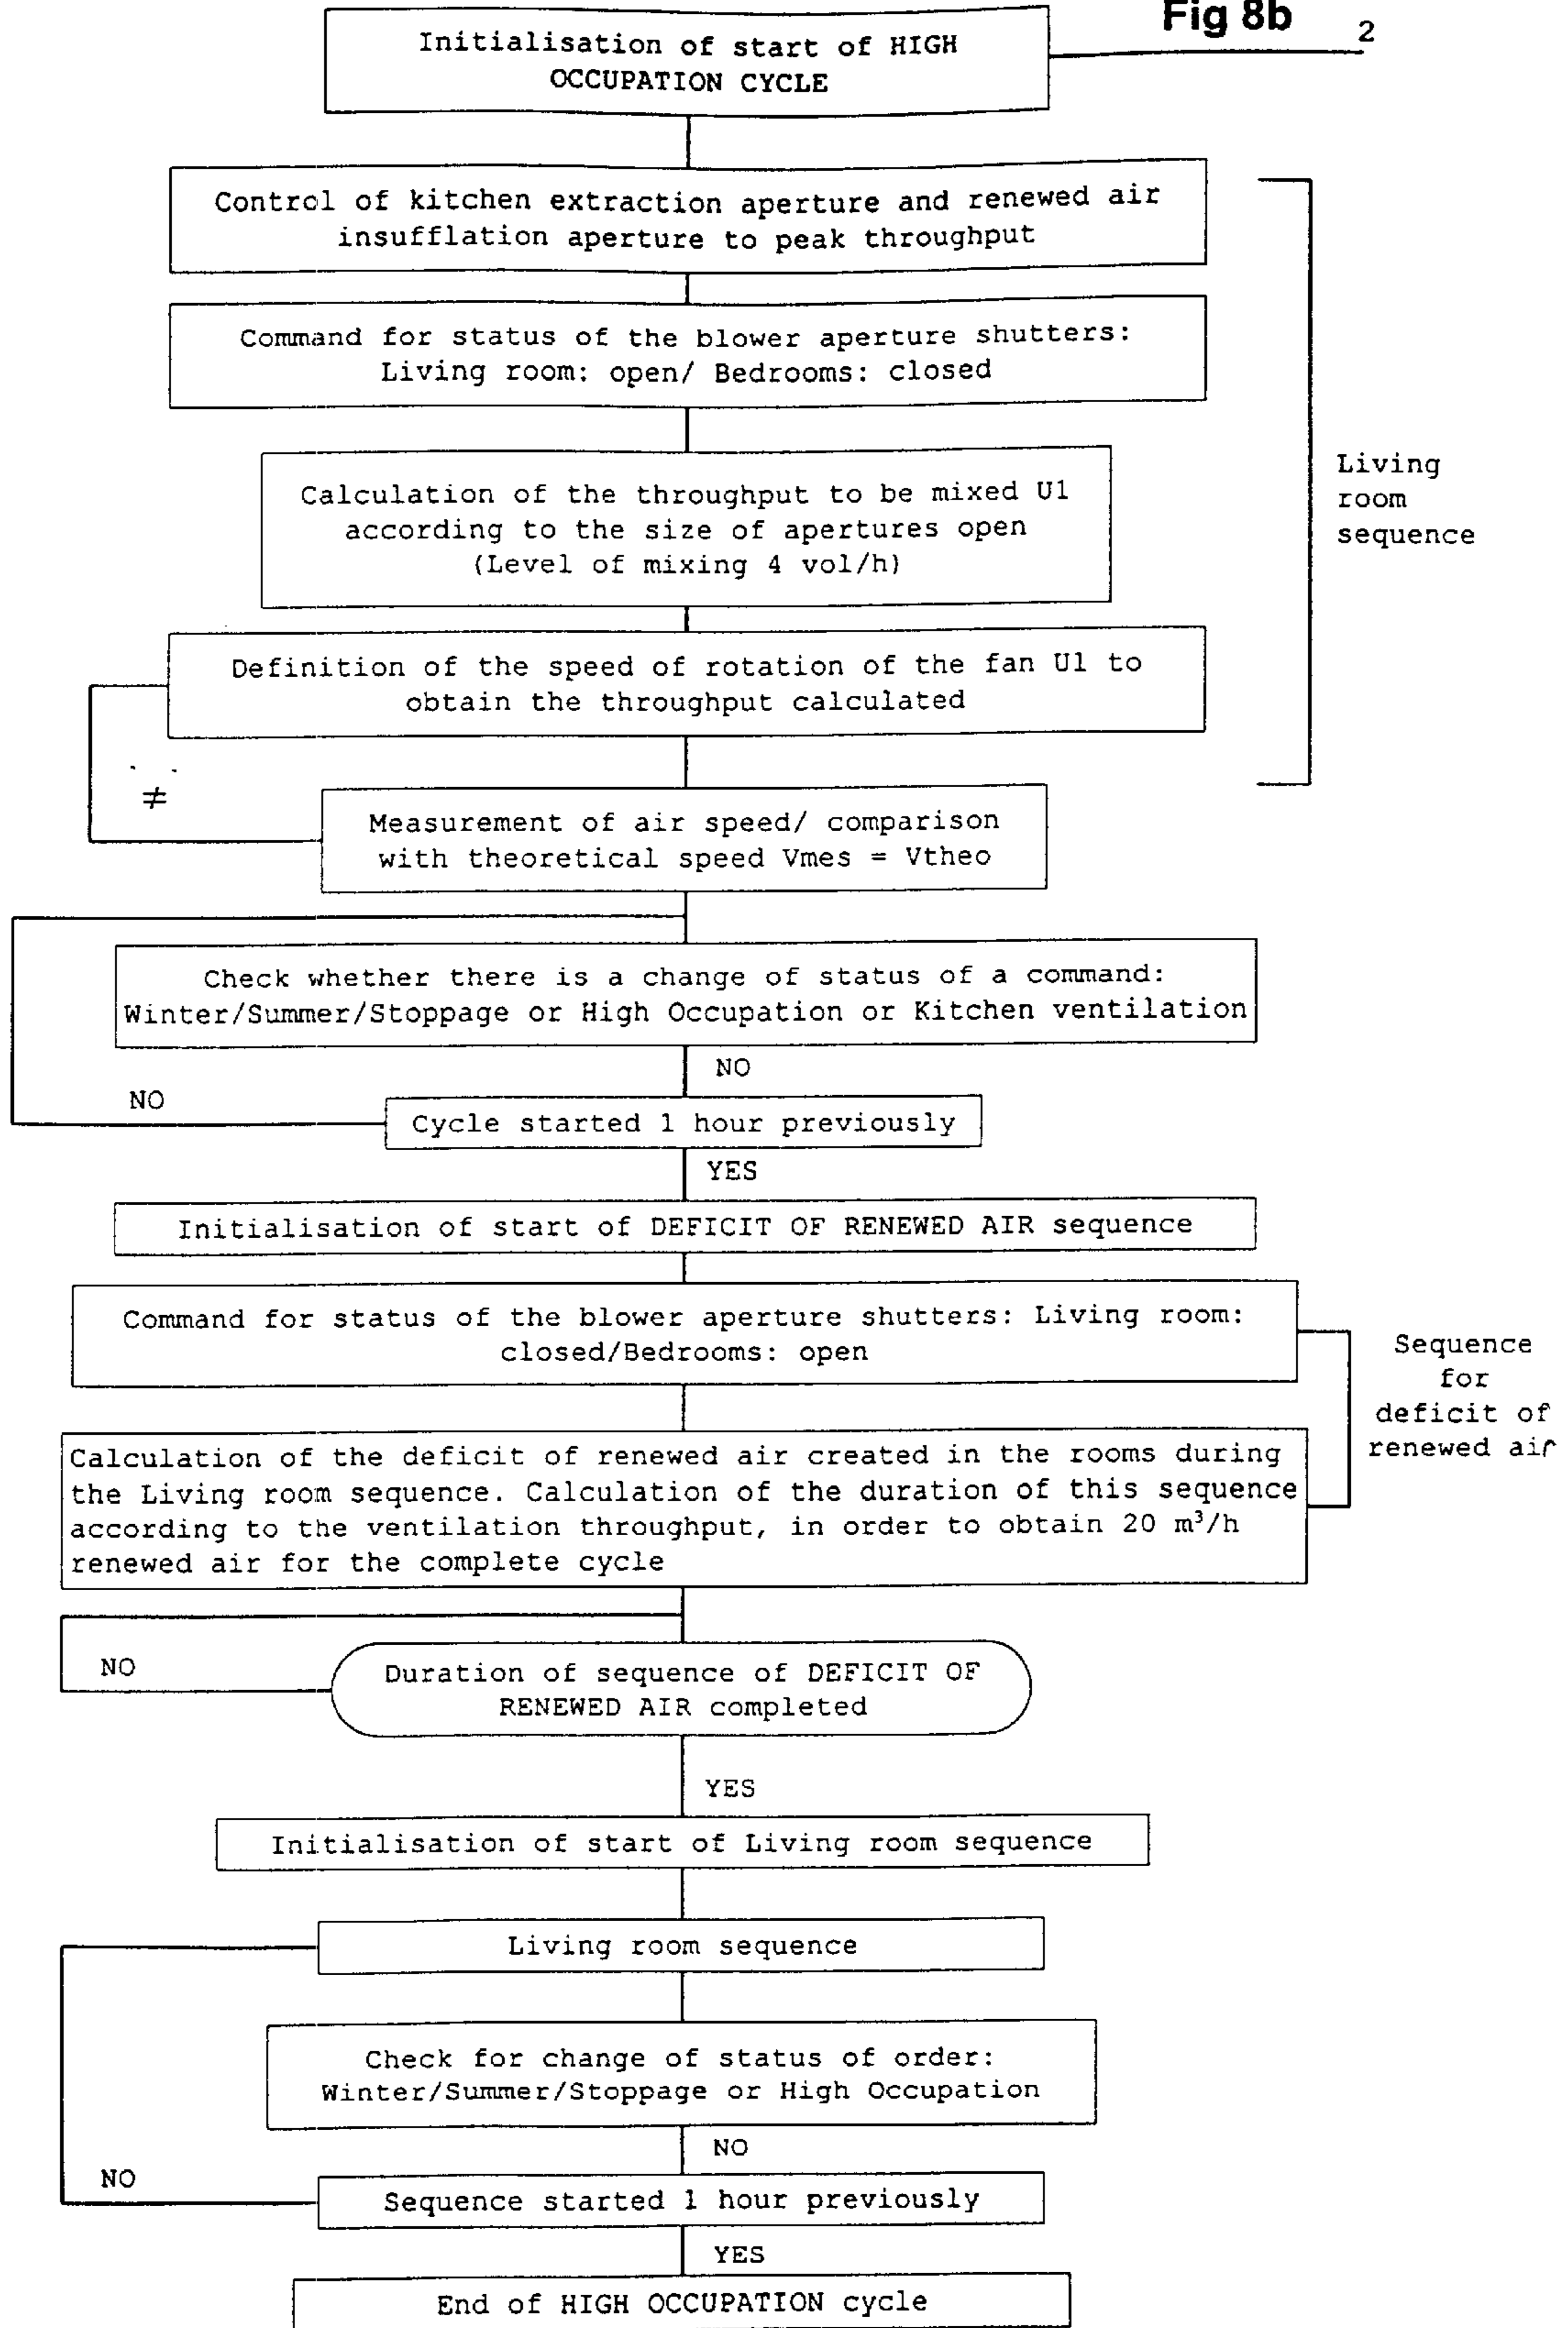 Fig 8b
2
Initialisation of start of HIGH
OCCUPATION CYCLE
Control of kitchen extraction aperture and renewed air
insufflation aperture to peak throughput
Command for status of the blower aperture shutters:
Living room: open/ Bedrooms: closed
Calculation of the throughput to be mixed U1
according to the size of apertures open
(Level of mixing 4 vol/h)
Living
room
sequence
Definition of the speed of rotation of the fan U1 to
obtain the throughput calculated
≠
Measurement of air speed/ comparison
with theoretical speed Vmes = Vtheo
Check whether there is a change of status of a command:
Winter/Summer/Stoppage or High Occupation or Kitchen ventilation
NO
NO
Cycle started 1 hour previously
YES
Initialisation of start of DEFICIT OF RENEWED AIR sequence
Command for status of the blower aperture shutters: Living room:
closed/Bedrooms: open
Sequence
for
deficit of
renewed air
Calculation of the deficit of renewed air created in the rooms during
the Living room sequence. Calculation of the duration of this sequence
according to the ventilation throughput, in order to obtain 20 m³/h
renewed air for the complete cycle
NO
Duration of sequence of DEFICIT OF
RENEWED AIR completed
YES
Initialisation of start of Living room sequence
Living room sequence
Check for change of status of order:
Winter/Summer/Stoppage or High Occupation
NO
NO
Sequence started 1 hour previously
YES
End of HIGH OCCUPATION cycle